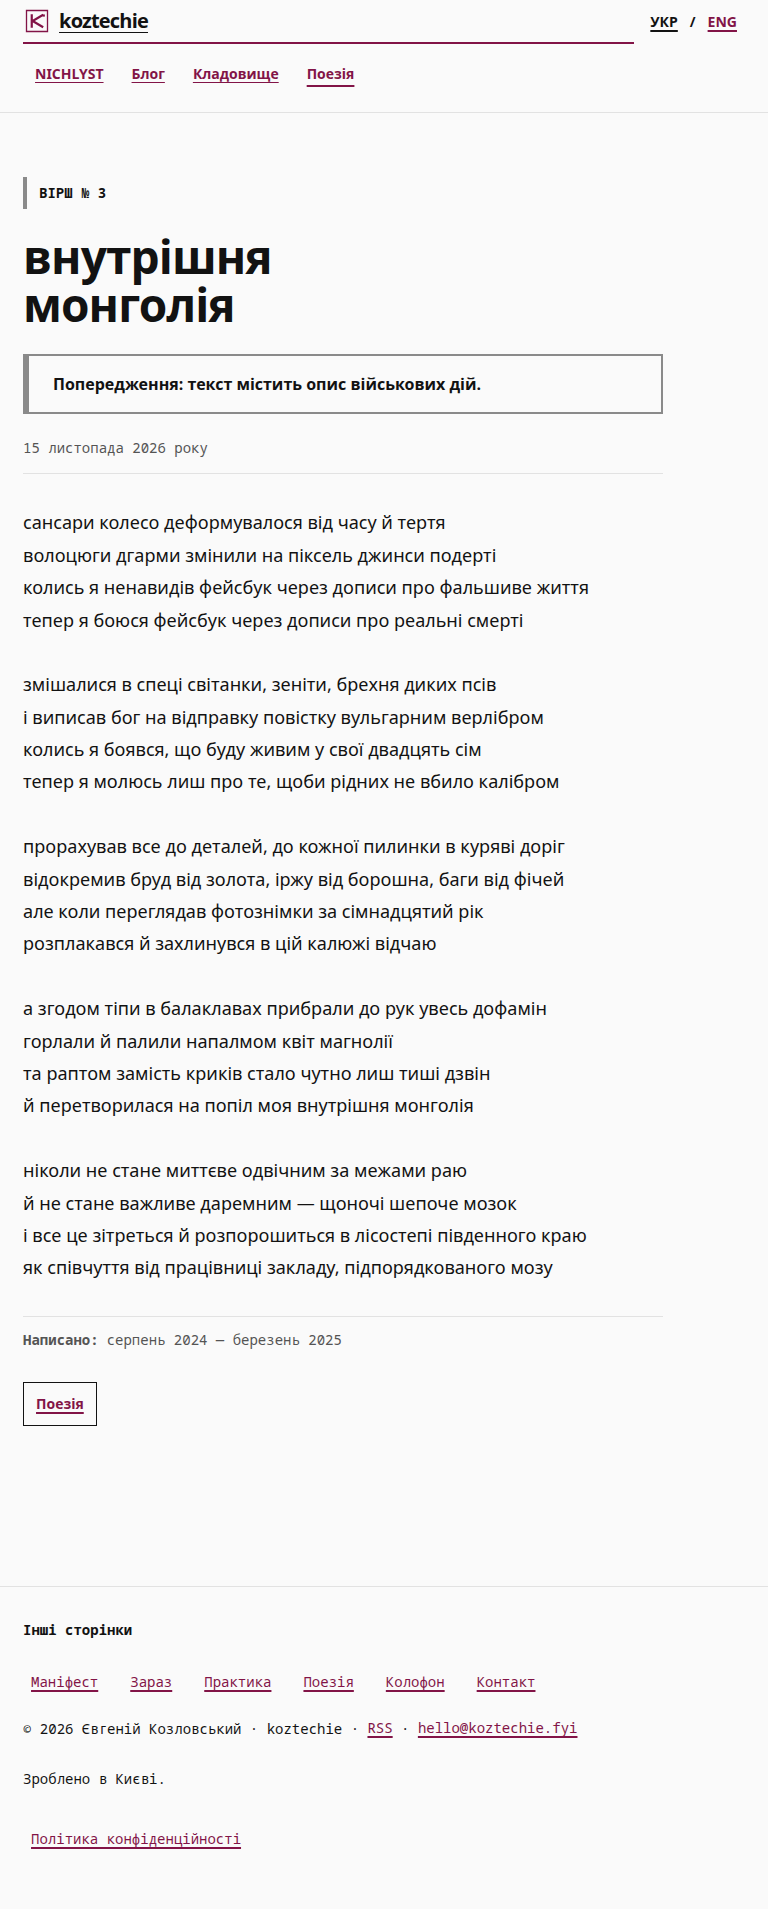 koztechie
УКР / ENG
NICHLYST Блог Кладовище Поезія
ВІРШ № 3
внутрішня
монголія
Попередження: текст містить опис військових дій.
15 листопада 2026 року
сансари колесо деформувалося від часу й тертя
волоцюги дгарми змінили на піксель джинси подерті
колись я ненавидів фейсбук через дописи про фальшиве життя
тепер я боюся фейсбук через дописи про реальні смерті
змішалися в спеці світанки, зеніти, брехня диких псів
і виписав бог на відправку повістку вульгарним верлібром
колись я боявся, що буду живим у свої двадцять сім
тепер я молюсь лиш про те, щоби рідних не вбило калібром
прорахував все до деталей, до кожної пилинки в куряві доріг
відокремив бруд від золота, іржу від борошна, баги від фічей
але коли переглядав фотознімки за сімнадцятий рік
розплакався й захлинувся в цій калюжі відчаю
а згодом тіпи в балаклавах прибрали до рук увесь дофамін
горлали й палили напалмом квіт магнолії
та раптом замість криків стало чутно лиш тиші дзвін
й перетворилася на попіл моя внутрішня монголія
ніколи не стане миттєве одвічним за межами раю
й не стане важливе даремним — щоночі шепоче мозок
і все це зітреться й розпорошиться в лісостепі південного краю
як співчуття від працівниці закладу, підпорядкованого мозу
Написано: серпень 2024 — березень 2025
Поезія
Інші сторінки
Маніфест Зараз Практика Поезія Колофон Контакт
© 2026 Євгеній Козловський · koztechie · RSS · hello@koztechie.fyi
Зроблено в Києві.
Політика конфіденційності